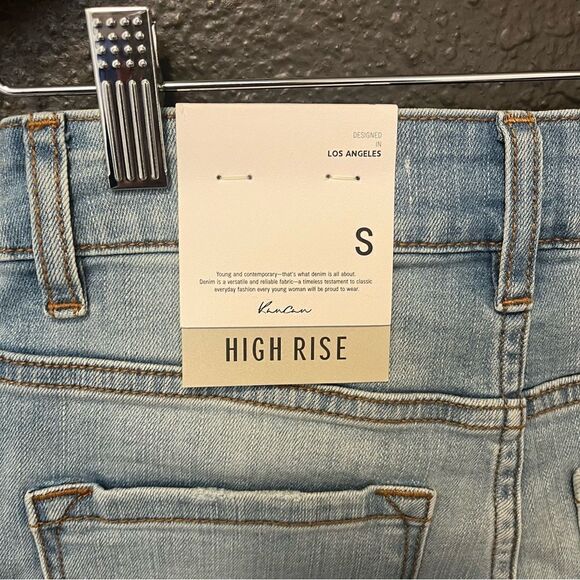 DESIGNED
IN
LOS ANGELES
S
Young and contemporary—that's what denim is all about.
Denim is a versatile and reliable fabric—a timeless testament to classic
everyday fashion every young woman will be proud to wear.
KanCan
HIGH RISE